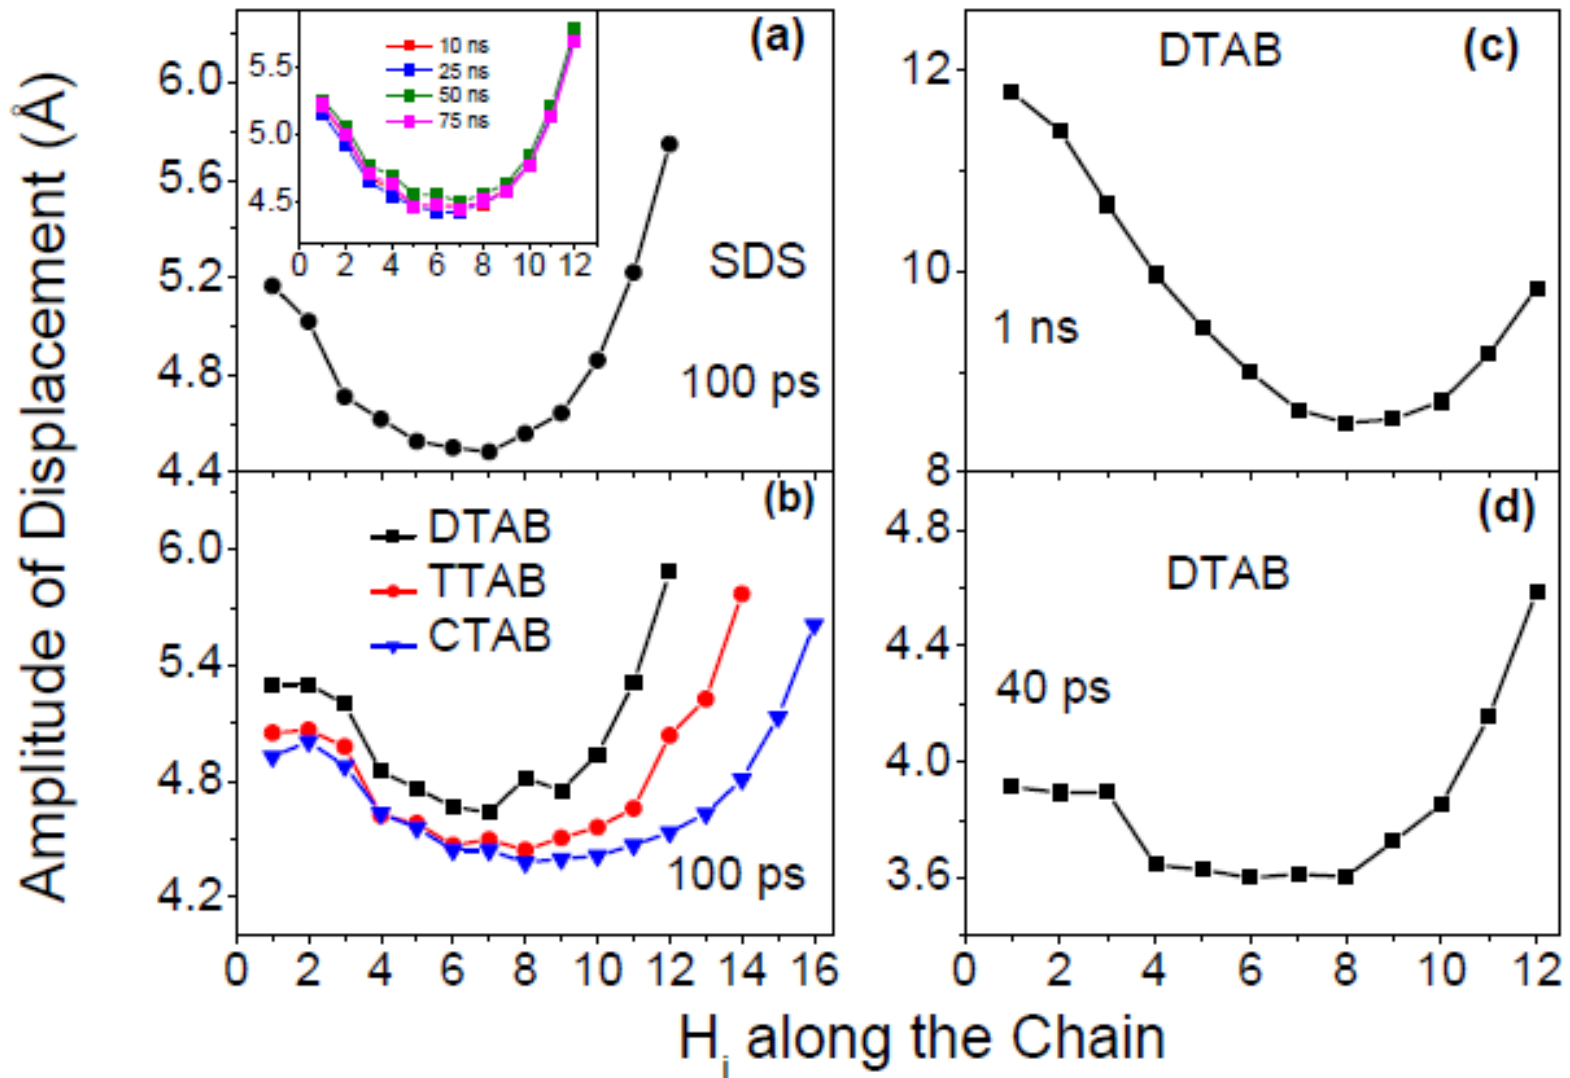 Amplitude of Displacement (Å)
(a)
6.0
5.6
5.2
4.8
4.4
SDS
100 ps
5.5
5.0
4.5
10 ns
25 ns
50 ns
75 ns
0 2 4 6 8 10 12
(c)
DTAB
12
10
8
1 ns
(b)
DTAB
TTAB
CTAB
6.0
5.4
4.8
4.2
100 ps
0 2 4 6 8 10 12 14 16
(d)
DTAB
4.8
4.4
4.0
3.6
40 ps
0 2 4 6 8 10 12
H_i along the Chain